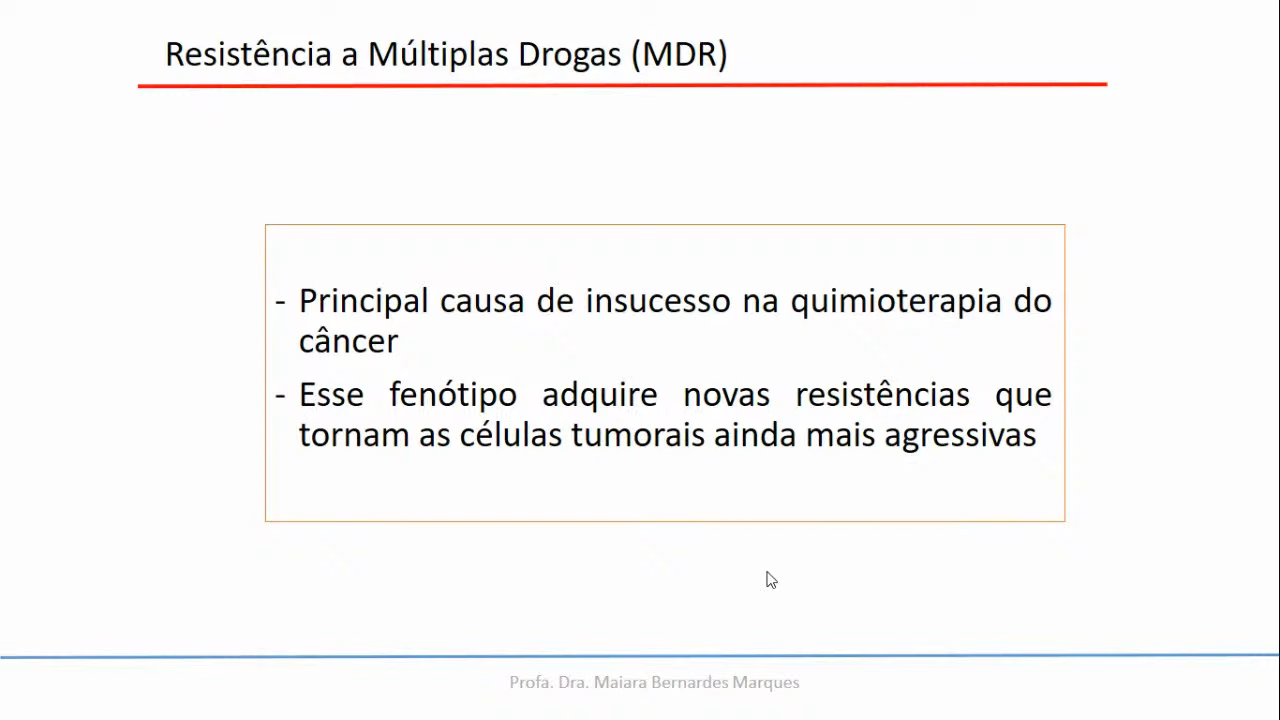 Resistência a Múltiplas Drogas (MDR)
- Principal causa de insucesso na quimioterapia do
câncer
- Esse fenótipo adquire novas resistências que
tornam as células tumorais ainda mais agressivas
Profa. Dra. Maiara Bernardes Marques